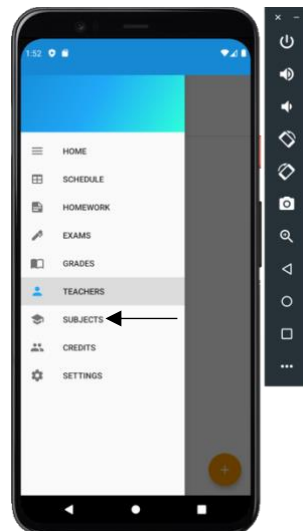 1:52
HOME
SCHEDULE
HOMEWORK
EXAMS
GRADES
TEACHERS
SUBJECTS
CREDITS
SETTINGS